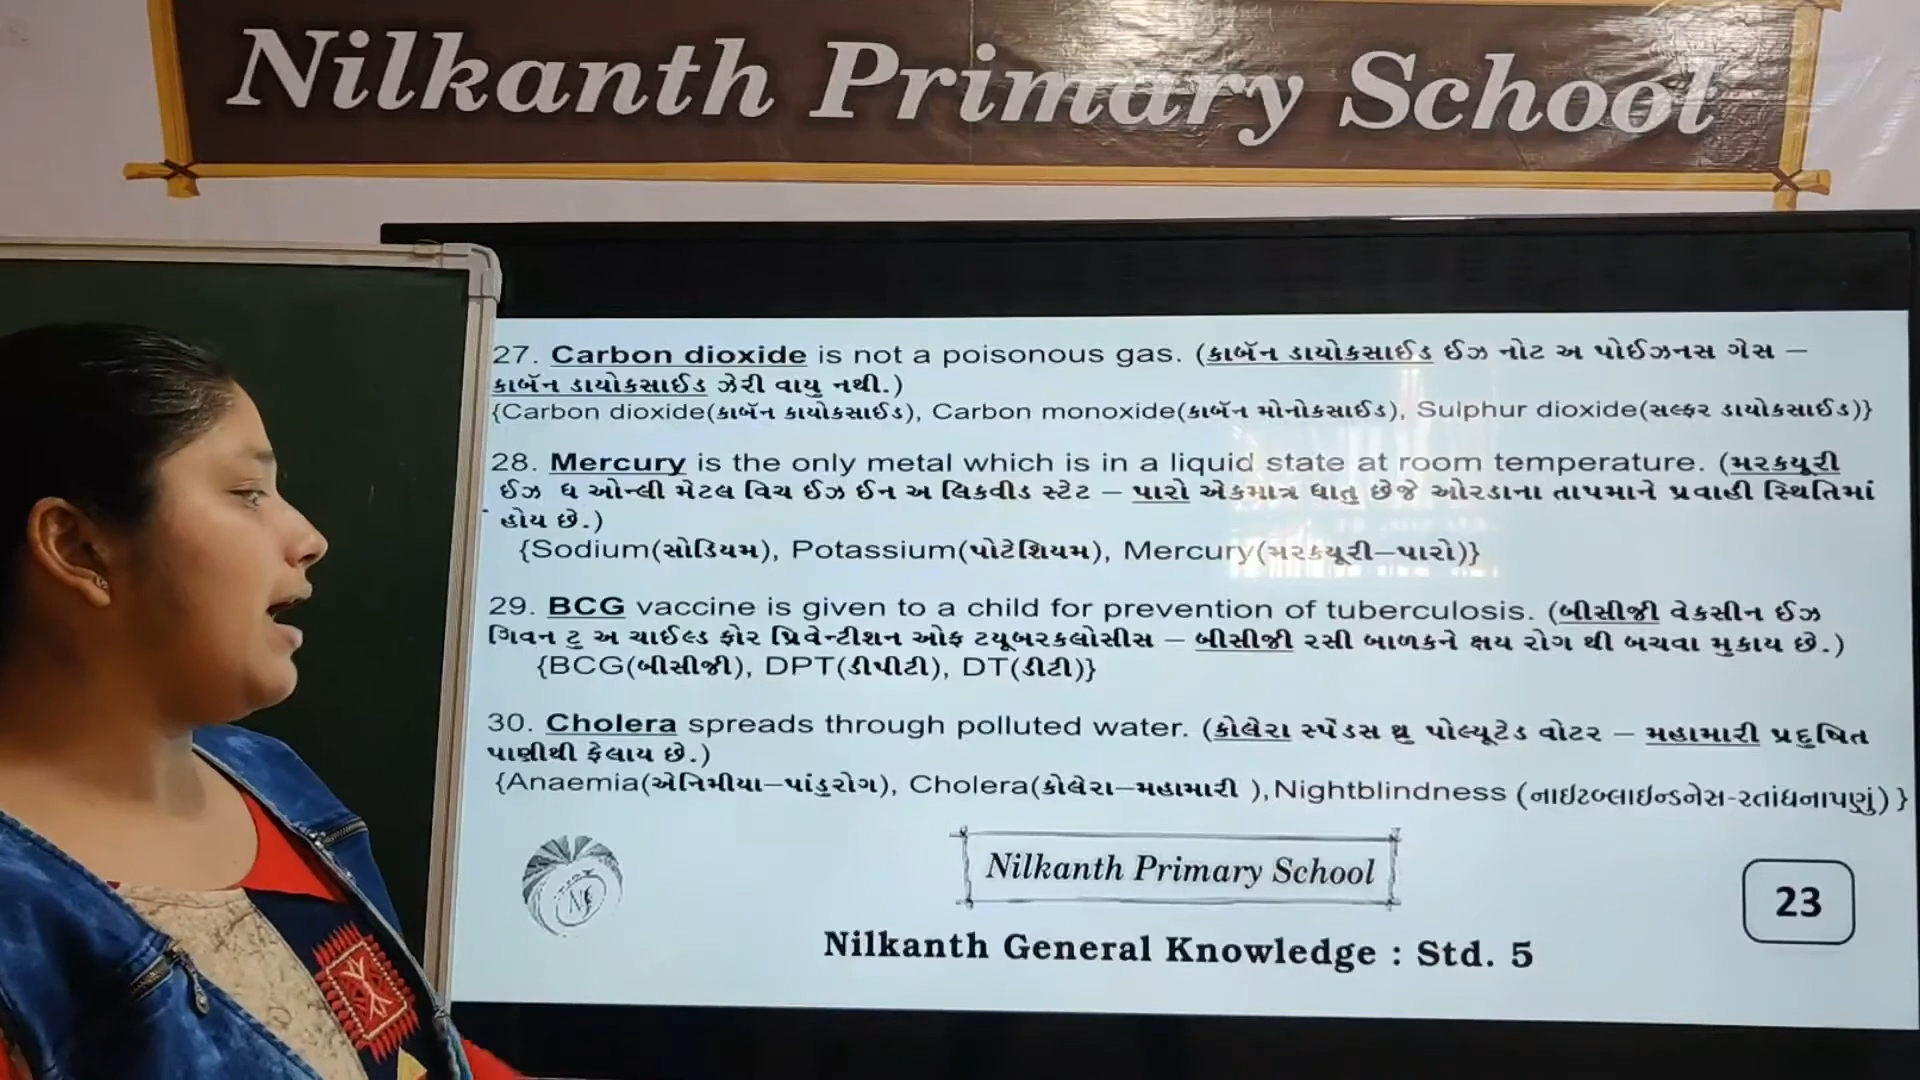 Nilkanth Primary School
27. Carbon dioxide is not a poisonous gas. (કાર્બન ડાયોકસાઈડ ઈઝ નોટ અ પોઈઝનસ ગેસ –
કાર્બન ડાયોકસાઈડ ઝેરી વાયુ નથી.)
{Carbon dioxide(કાર્બન કાયોકસાઈડ), Carbon monoxide(કાર્બન મોનોકસાઈડ), Sulphur dioxide(સલ્ફર ડાયોકસાઈડ)}
28. Mercury is the only metal which is in a liquid state at room temperature. (મરકયૂરી
ઈઝ ધ ઓન્લી મેટલ વિચ ઈઝ ઈન અ લિકવીડ સ્ટેટ – પારો એકમાત્ર ધાતુ છેજે ઓરડાના તાપમાને પ્રવાહી સ્થિતિમાં
હોય છે.)
{Sodium(સોડિયમ), Potassium(પોટેશિયમ), Mercury(મરકયૂરી–પારો)}
29. BCG vaccine is given to a child for prevention of tuberculosis. (બીસીજી વેકસીન ઈઝ
ગિવન ટુ અ ચાઈલ્ડ ફોર પ્રિવેન્ટીશન ઓફ ટયૂબરકલોસીસ – બીસીજી રસી બાળકને ક્ષય રોગ થી બચવા મુકાય છે.)
{BCG(બીસીજી), DPT(ડીપીટી), DT(ડીટી)}
30. Cholera spreads through polluted water. (કોલેરા સ્પ્રેડસ થ્રુ પોલ્યૂટેડ વોટર – મહામારી પ્રદુષિત
પાણીથી ફેલાય છે.)
{Anaemia(એનિમીયા–પાંડુરોગ), Cholera(કોલેરા–મહામારી ), Nightblindness (નાઇટબ્લાઇન્ડનેસ-રતાંધનાપણું) }
Nilkanth Primary School
23
Nilkanth General Knowledge : Std. 5